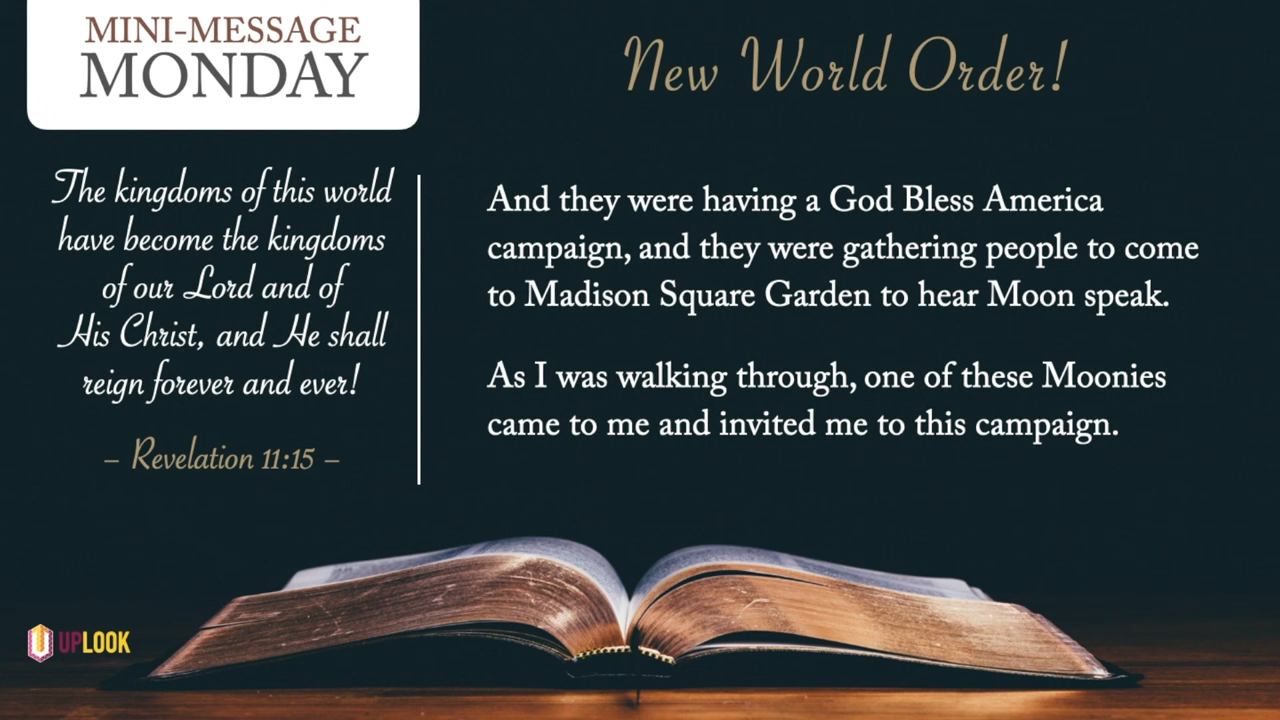 MINI-MESSAGE
MONDAY
New World Order!
The kingdoms of this world
have become the kingdoms
of our Lord and of
His Christ, and He shall
reign forever and ever!
– Revelation 11:15 –
And they were having a God Bless America
campaign, and they were gathering people to come
to Madison Square Garden to hear Moon speak.
As I was walking through, one of these Moonies
came to me and invited me to this campaign.
UPLOOK